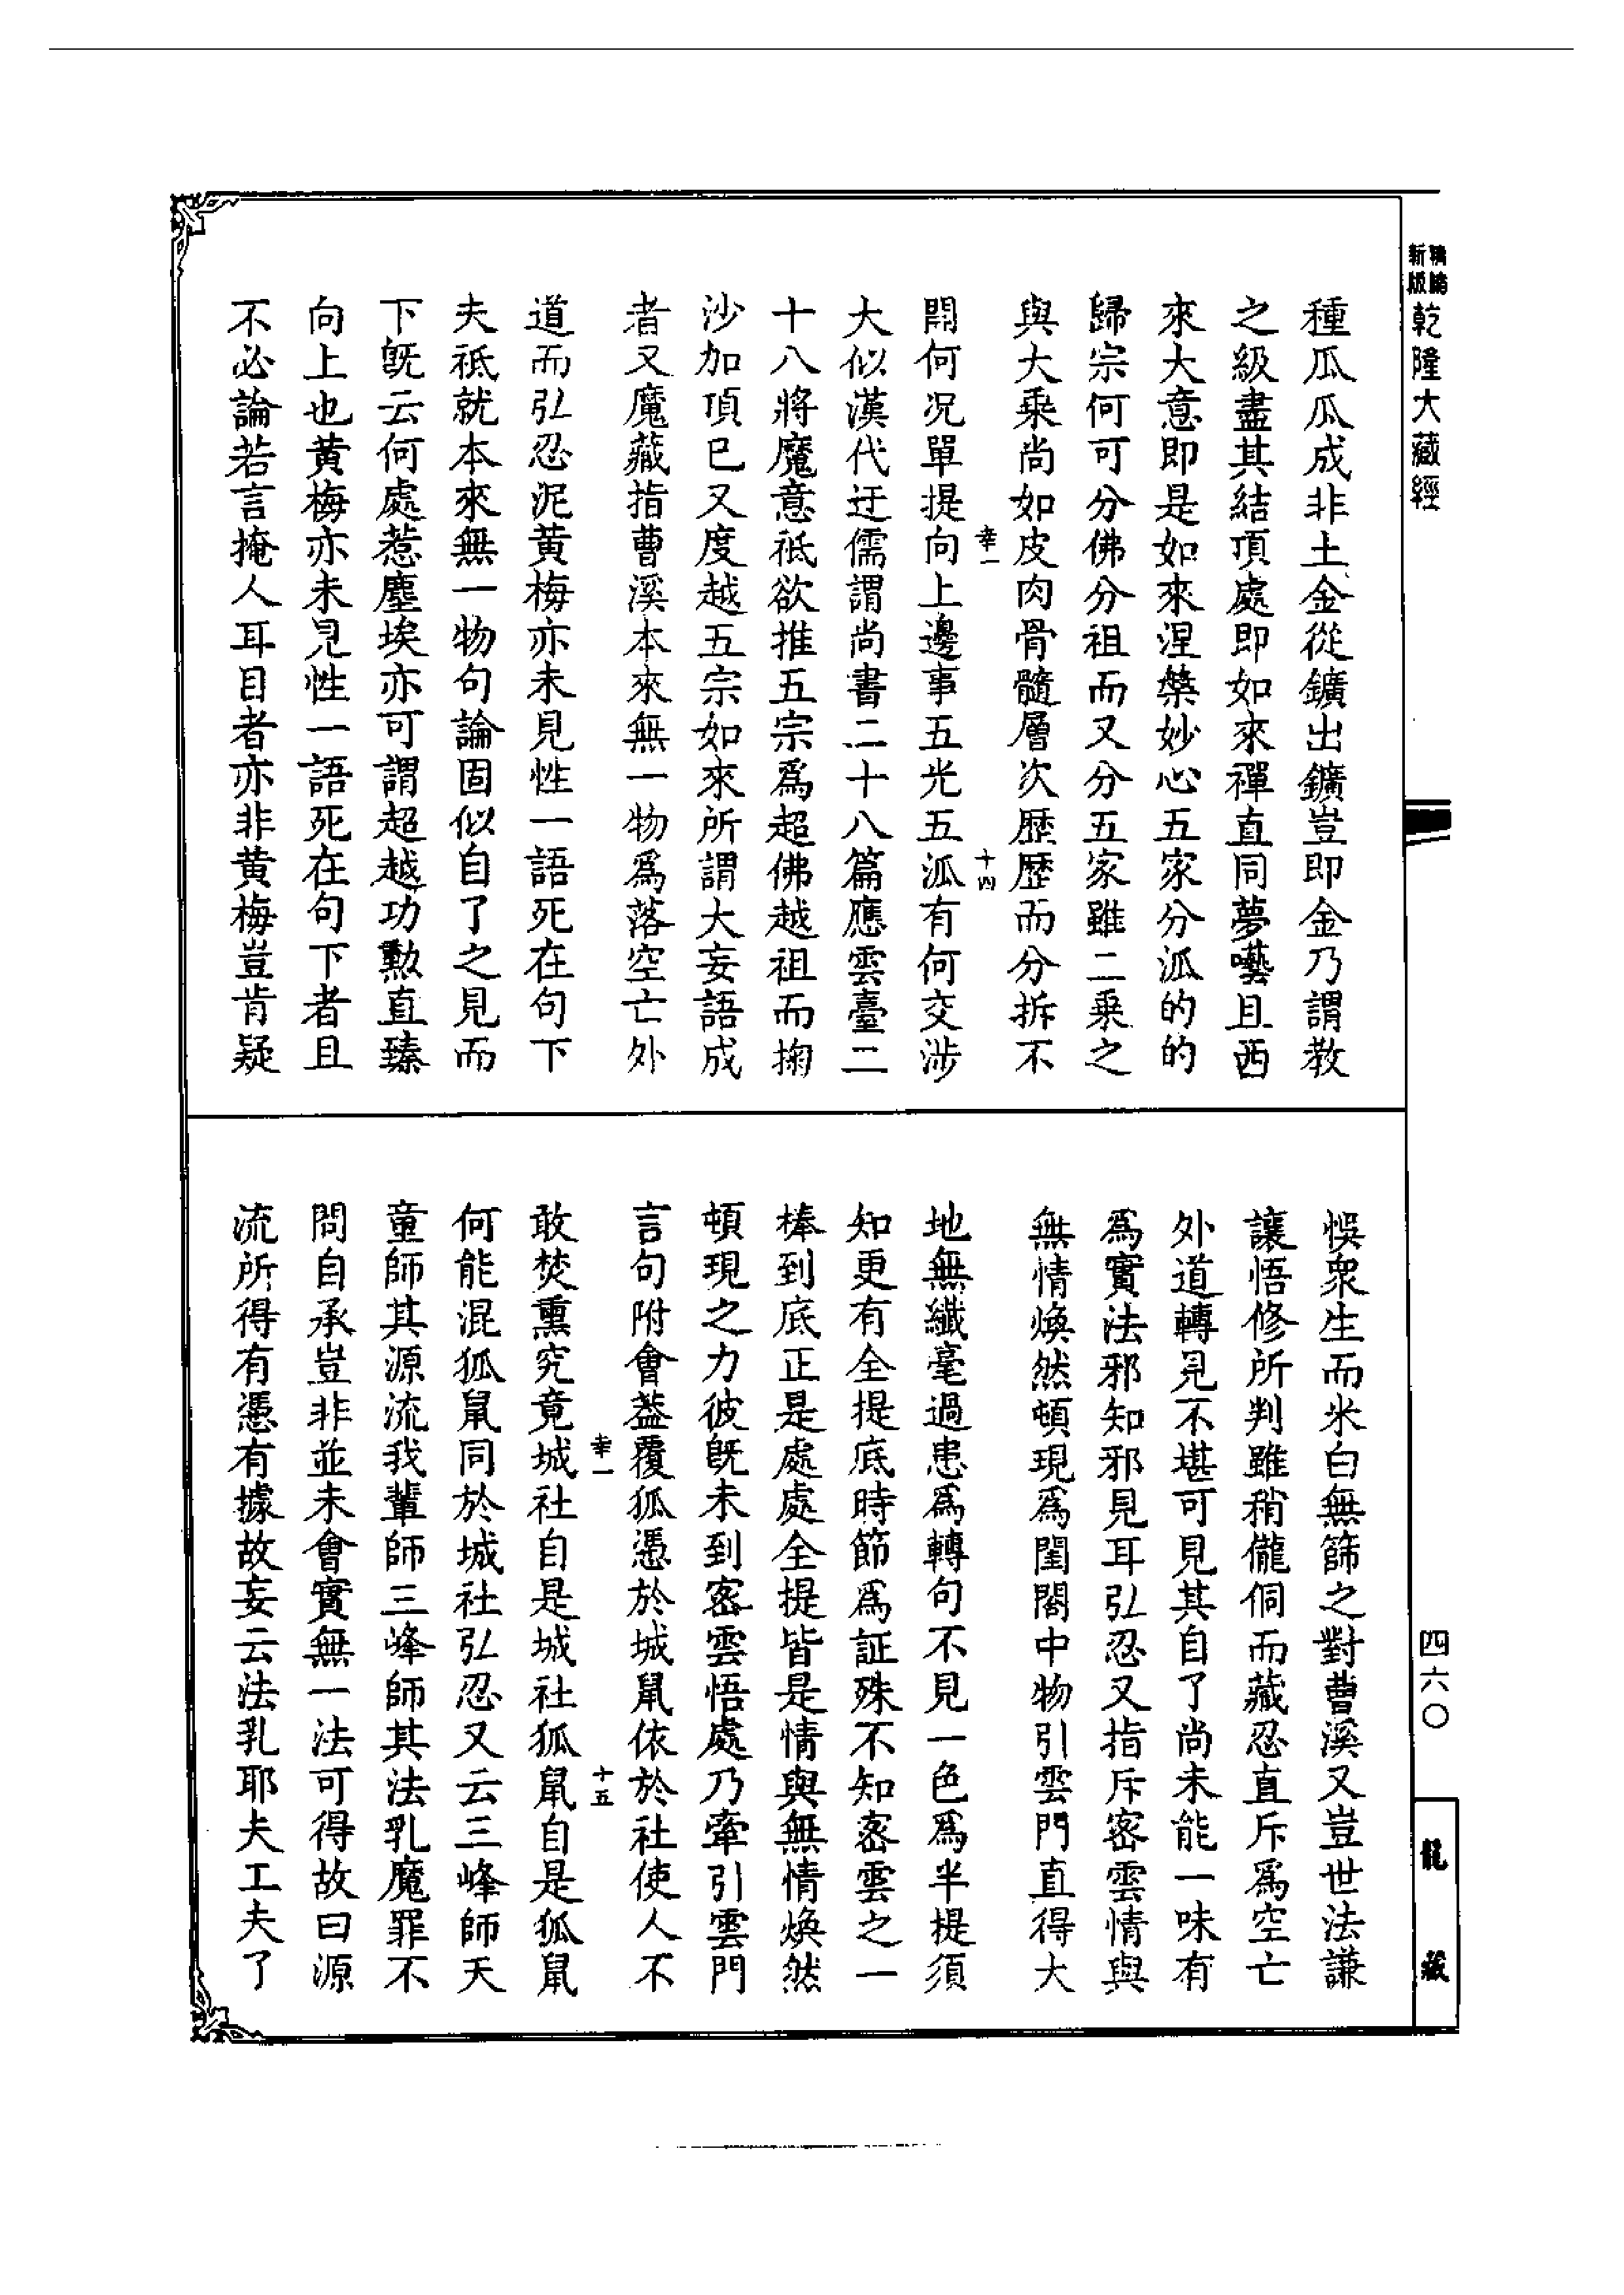 新版
精縮
乾隆大藏經
種瓜瓜成非土金從鑛出鑛豈即金乃謂教
之級盡其結頂處即如來禪直同夢囈且西
來大意即是如來涅槃妙心五家分派的的
歸宗何可分佛分祖而又分五家雖二乘之
與大乘尚如皮肉骨髓層次歷歷而分拆不
幸一
十四
開何況單提向上邊事五光五派有何交涉
大似漢代迂儒謂尚書二十八篇應雲臺二
十八將魔意祇欲推五宗爲超佛越祖而掬
沙加頂已又度越五宗如來所謂大妄語成
者又魔藏指曹溪本來無一物爲落空亡外
道而弘忍泥黃梅亦未見性一語死在句下
夫祇就本來無一物句論固似自了之見而
下旣云何處惹塵埃亦可謂超越功勳直臻
向上也黃梅亦未見性一語死在句下者且
不必論若言掩人耳目者亦非黃梅豈肯疑
悞衆生而米白無篩之對曹溪又豈世法謙
讓悟修所判雖稍儱侗而藏忍直斥爲空亡
外道轉見不堪可見其自了尚未能一味有
爲實法邪知邪見耳弘忍又指斥密雲情與
無情煥然頓現爲閨閤中物引雲門直得大
地無纖毫過患爲轉句不見一色爲半提須
知更有全提底時節爲証殊不知密雲之一
棒到底正是處處全提皆是情與無情煥然
頓現之力彼旣未到密雲悟處乃牽引雲門
言句附會蓋覆狐憑於城鼠依於社使人不
幸一
十五
敢焚熏究竟城社自是城社狐鼠自是狐鼠
何能混狐鼠同於城社弘忍又云三峰師天
童師其源流我輩師三峰師其法乳魔罪不
問自承豈非並未會實無一法可得故曰源
流所得有憑有據故妄云法乳耶夫工夫了
四六〇
龍藏